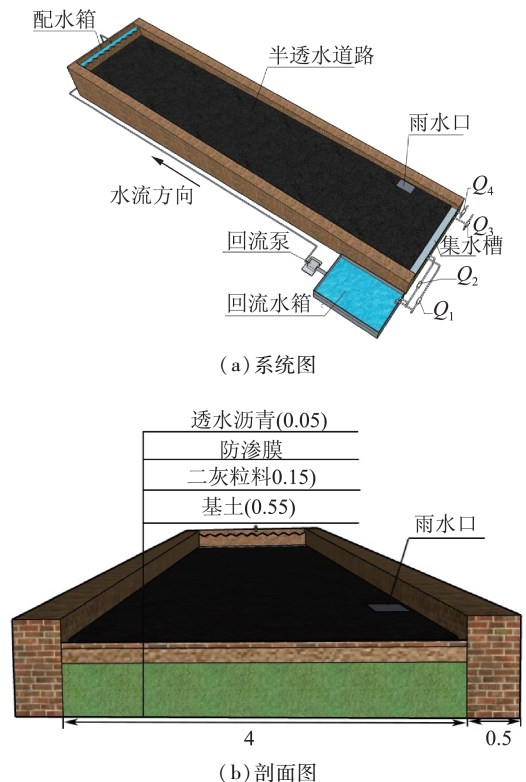 配水箱
半透水道路
雨水口
Q4
Q3
水流方向
集水槽
回流泵
Q2
回流水箱
Q1
(a)系统图
透水沥青(0.05)
防渗膜
二灰粒料0.15)
基土(0.55)
雨水口
4
0.5
(b)剖面图